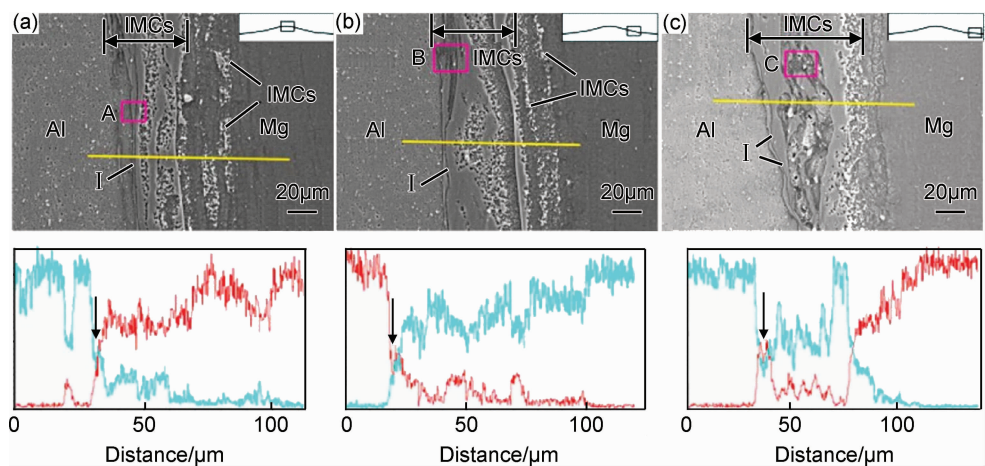 (a)
IMCs
A
IMCs
Al
Mg
I
20μm
(b)
IMCs
B
IMCs
IMCs
Al
Mg
I
20μm
(c)
IMCs
C
Al
Mg
I
20μm
0 50 100
Distance/μm
0 50 100
Distance/μm
0 50 100
Distance/μm